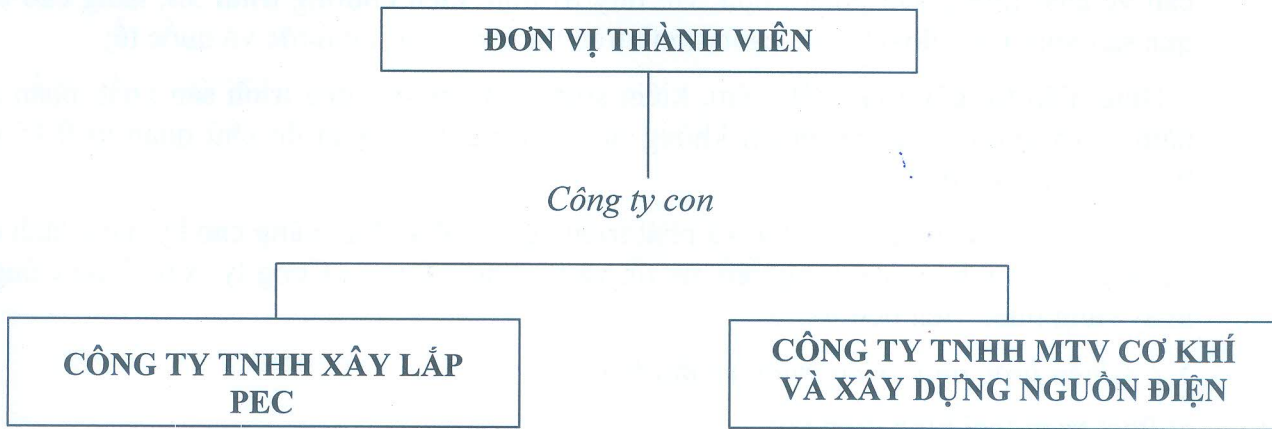 ĐƠN VỊ THÀNH VIÊN
Công ty con
CÔNG TY TNHH XÂY LẮP
PEC
CÔNG TY TNHH MTV CƠ KHÍ
VÀ XÂY DỰNG NGUỒN ĐIỆN